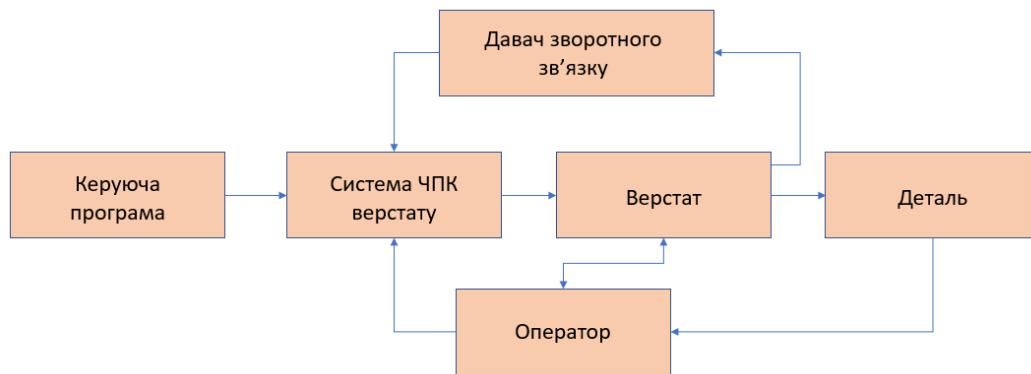 Давач зворотного
зв’язку
Керуюча
програма
Система ЧПК
верстату
Верстат
Деталь
Оператор